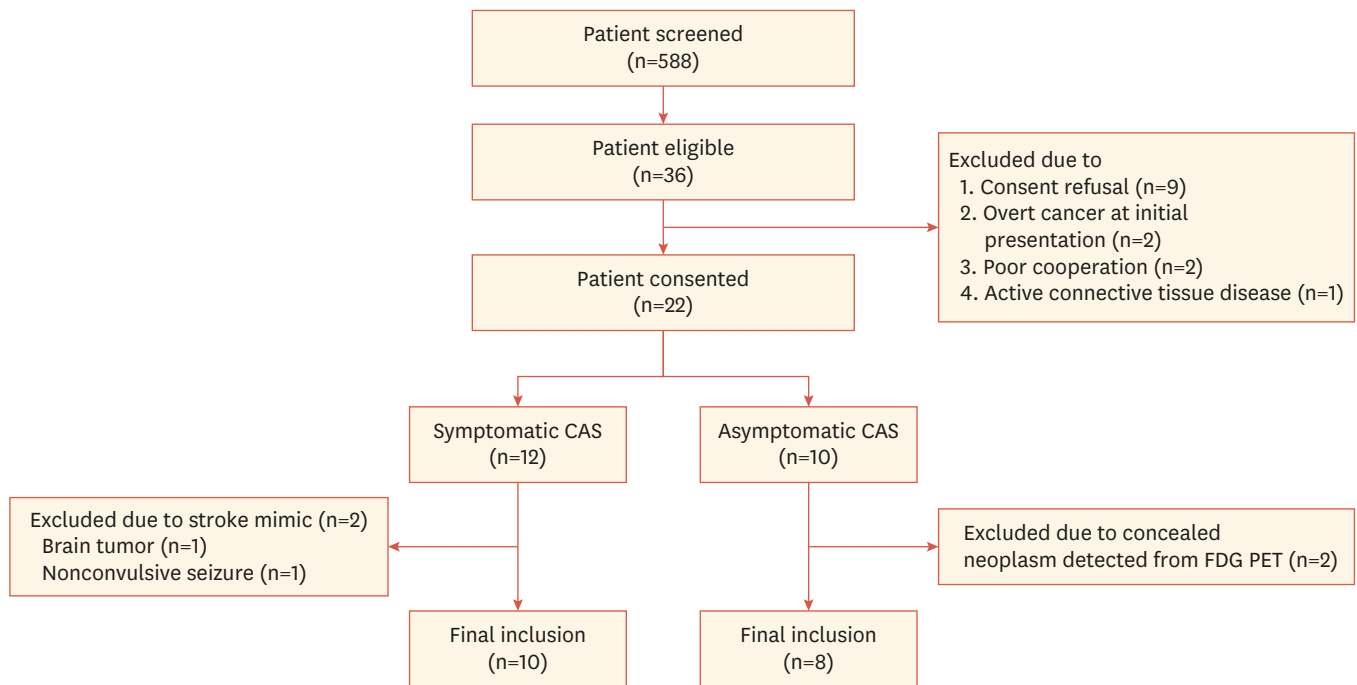 Patient screened
(n=588)
Patient eligible
(n=36)
Excluded due to
1. Consent refusal (n=9)
2. Overt cancer at initial
presentation (n=2)
3. Poor cooperation (n=2)
4. Active connective tissue disease (n=1)
Patient consented
(n=22)
Symptomatic CAS
(n=12)
Asymptomatic CAS
(n=10)
Excluded due to stroke mimic (n=2)
Brain tumor (n=1)
Nonconvulsive seizure (n=1)
Excluded due to concealed
neoplasm detected from FDG PET (n=2)
Final inclusion
(n=10)
Final inclusion
(n=8)